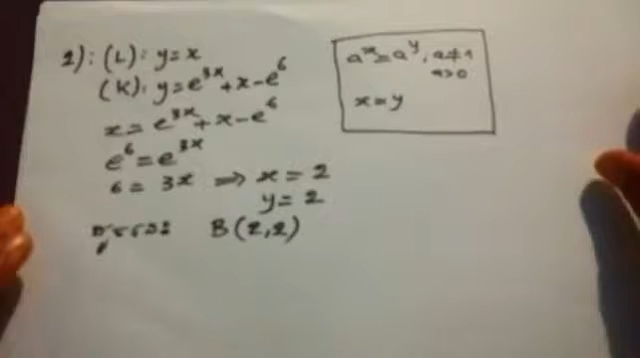 2): (L): y = x
(K): y = e^3x + x - e^6
x = e^3x + x - e^6
e^6 = e^3x
6 = 3x ⟹ x = 2
y = 2
B(2,2)
a^x = a^y, a ≠ 1
a > 0
x = y